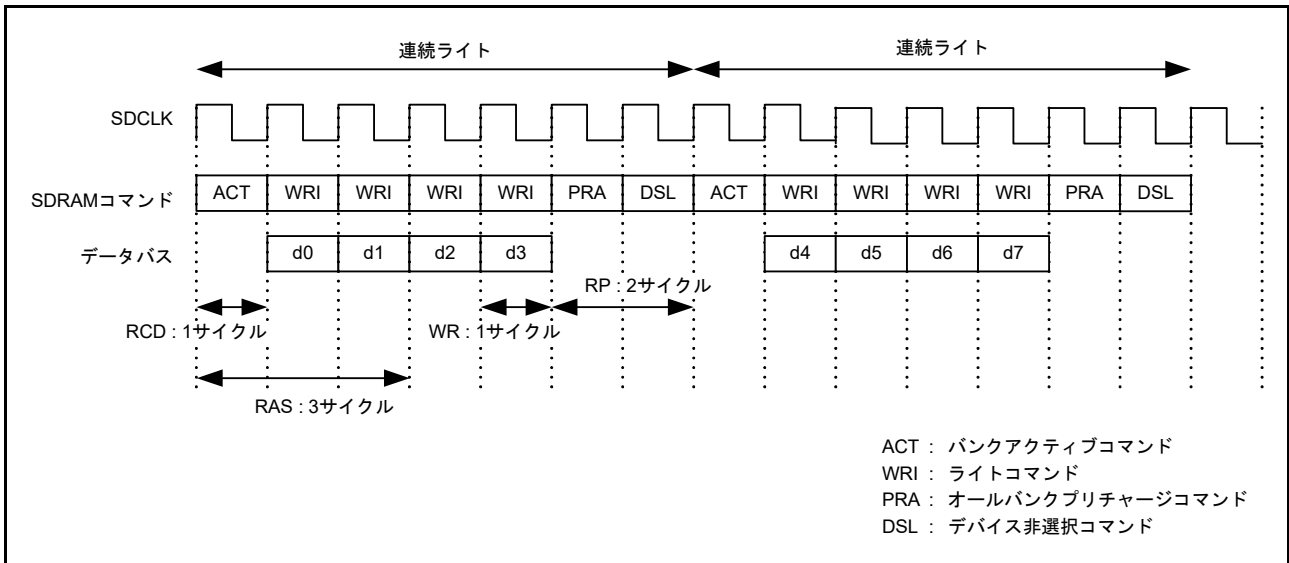 連続ライト 連続ライト
SDCLK
SDRAMコマンド ACT WRI WRI WRI WRI PRA DSL ACT WRI WRI WRI WRI PRA DSL
データバス d0 d1 d2 d3 d4 d5 d6 d7
RP : 2サイクル
RCD : 1サイクル WR : 1サイクル
RAS : 3サイクル
ACT : バンクアクティブコマンド
WRI : ライトコマンド
PRA : オールバンクプリチャージコマンド
DSL : デバイス非選択コマンド